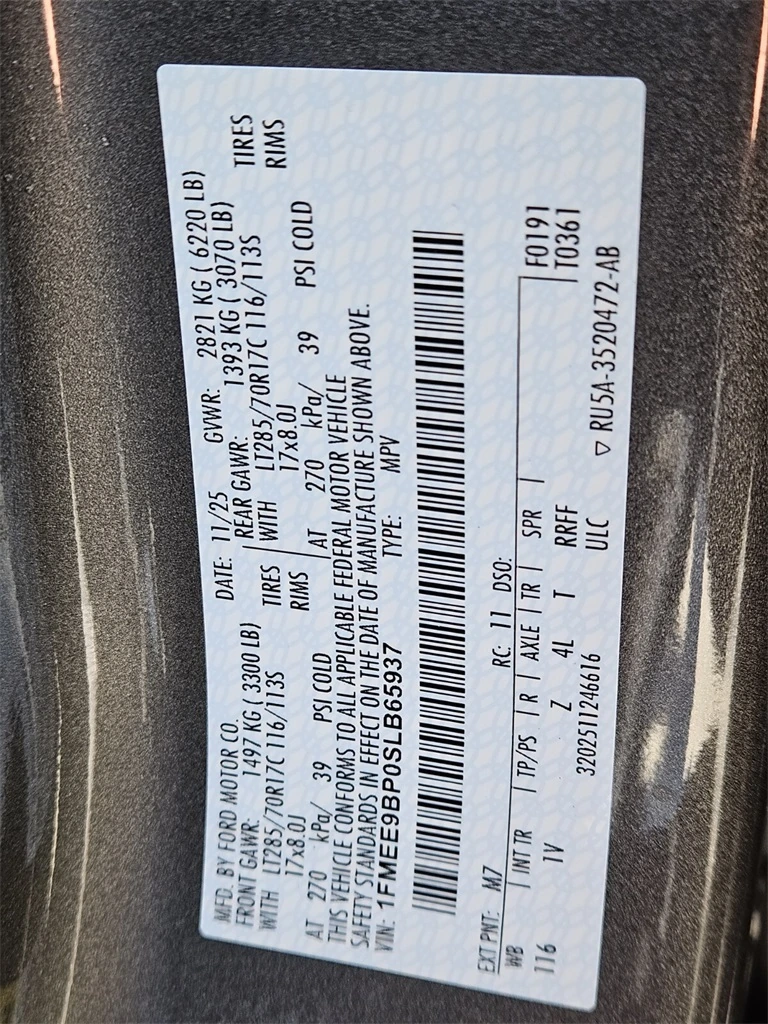 MFD. BY FORD MOTOR CO.
DATE: 11/25 GVWR: 2821 KG ( 6220 LB)
FRONT GAWR: 1497 KG ( 3300 LB)
REAR GAWR: 1393 KG ( 3070 LB)
WITH LT285/70R17C 116/113S TIRES
WITH LT285/70R17C 116/113S TIRES
17x8.0J RIMS
17x8.0J RIMS
AT 270 kPa/ 39 PSI COLD
AT 270 kPa/ 39 PSI COLD
THIS VEHICLE CONFORMS TO ALL APPLICABLE FEDERAL MOTOR VEHICLE
SAFETY STANDARDS IN EFFECT ON THE DATE OF MANUFACTURE SHOWN ABOVE.
VIN: 1FMEE9BP0SLB65937 TYPE: MPV
EXT PNT: M7 RC: 11 DSO:
WB | INT TR | TP/PS | R | AXLE | TR | SPR | F0191
116 1V Z 4L T RRFF T0361
3202511246616 ULC
▽ RU5A-3520472-AB